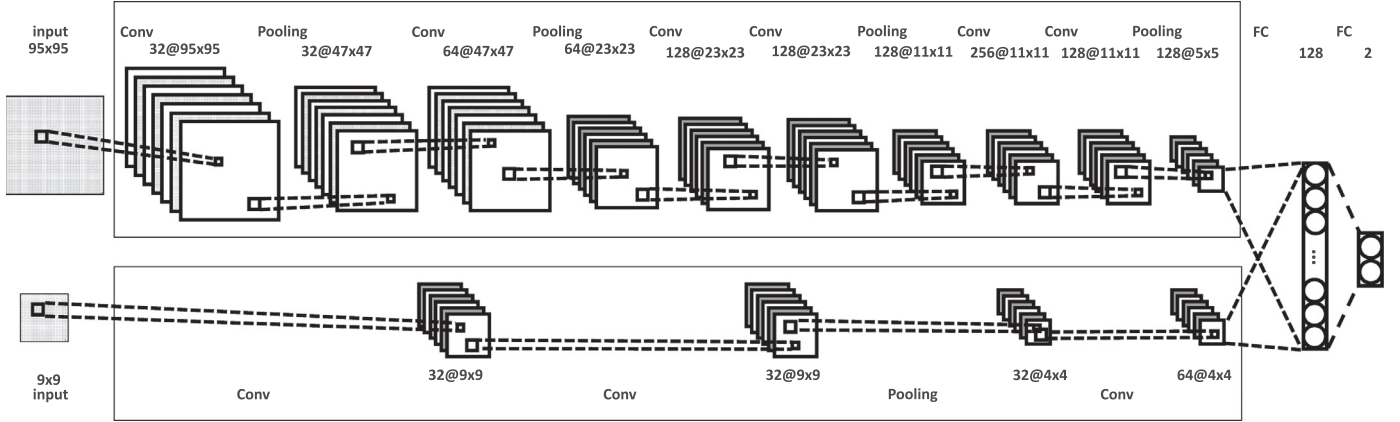 input Conv Pooling Conv Pooling Conv Conv Pooling Conv Conv Pooling FC FC
95x95 32@95x95 32@47x47 64@47x47 64@23x23 128@23x23 128@23x23 128@11x11 256@11x11 128@11x11 128@5x5 128 2
...
9x9 32@9x9 32@9x9 32@4x4 64@4x4
input Conv Conv Pooling Conv